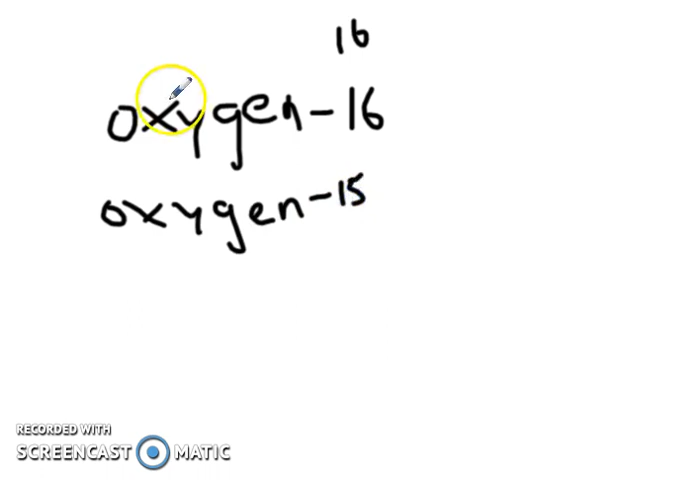 16
oxygen-16
oxygen-15
RECORDED WITH
SCREENCAST MATIC